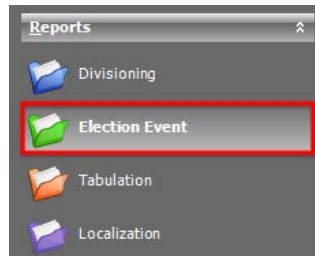 Reports
Divisioning
Election Event
Tabulation
Localization